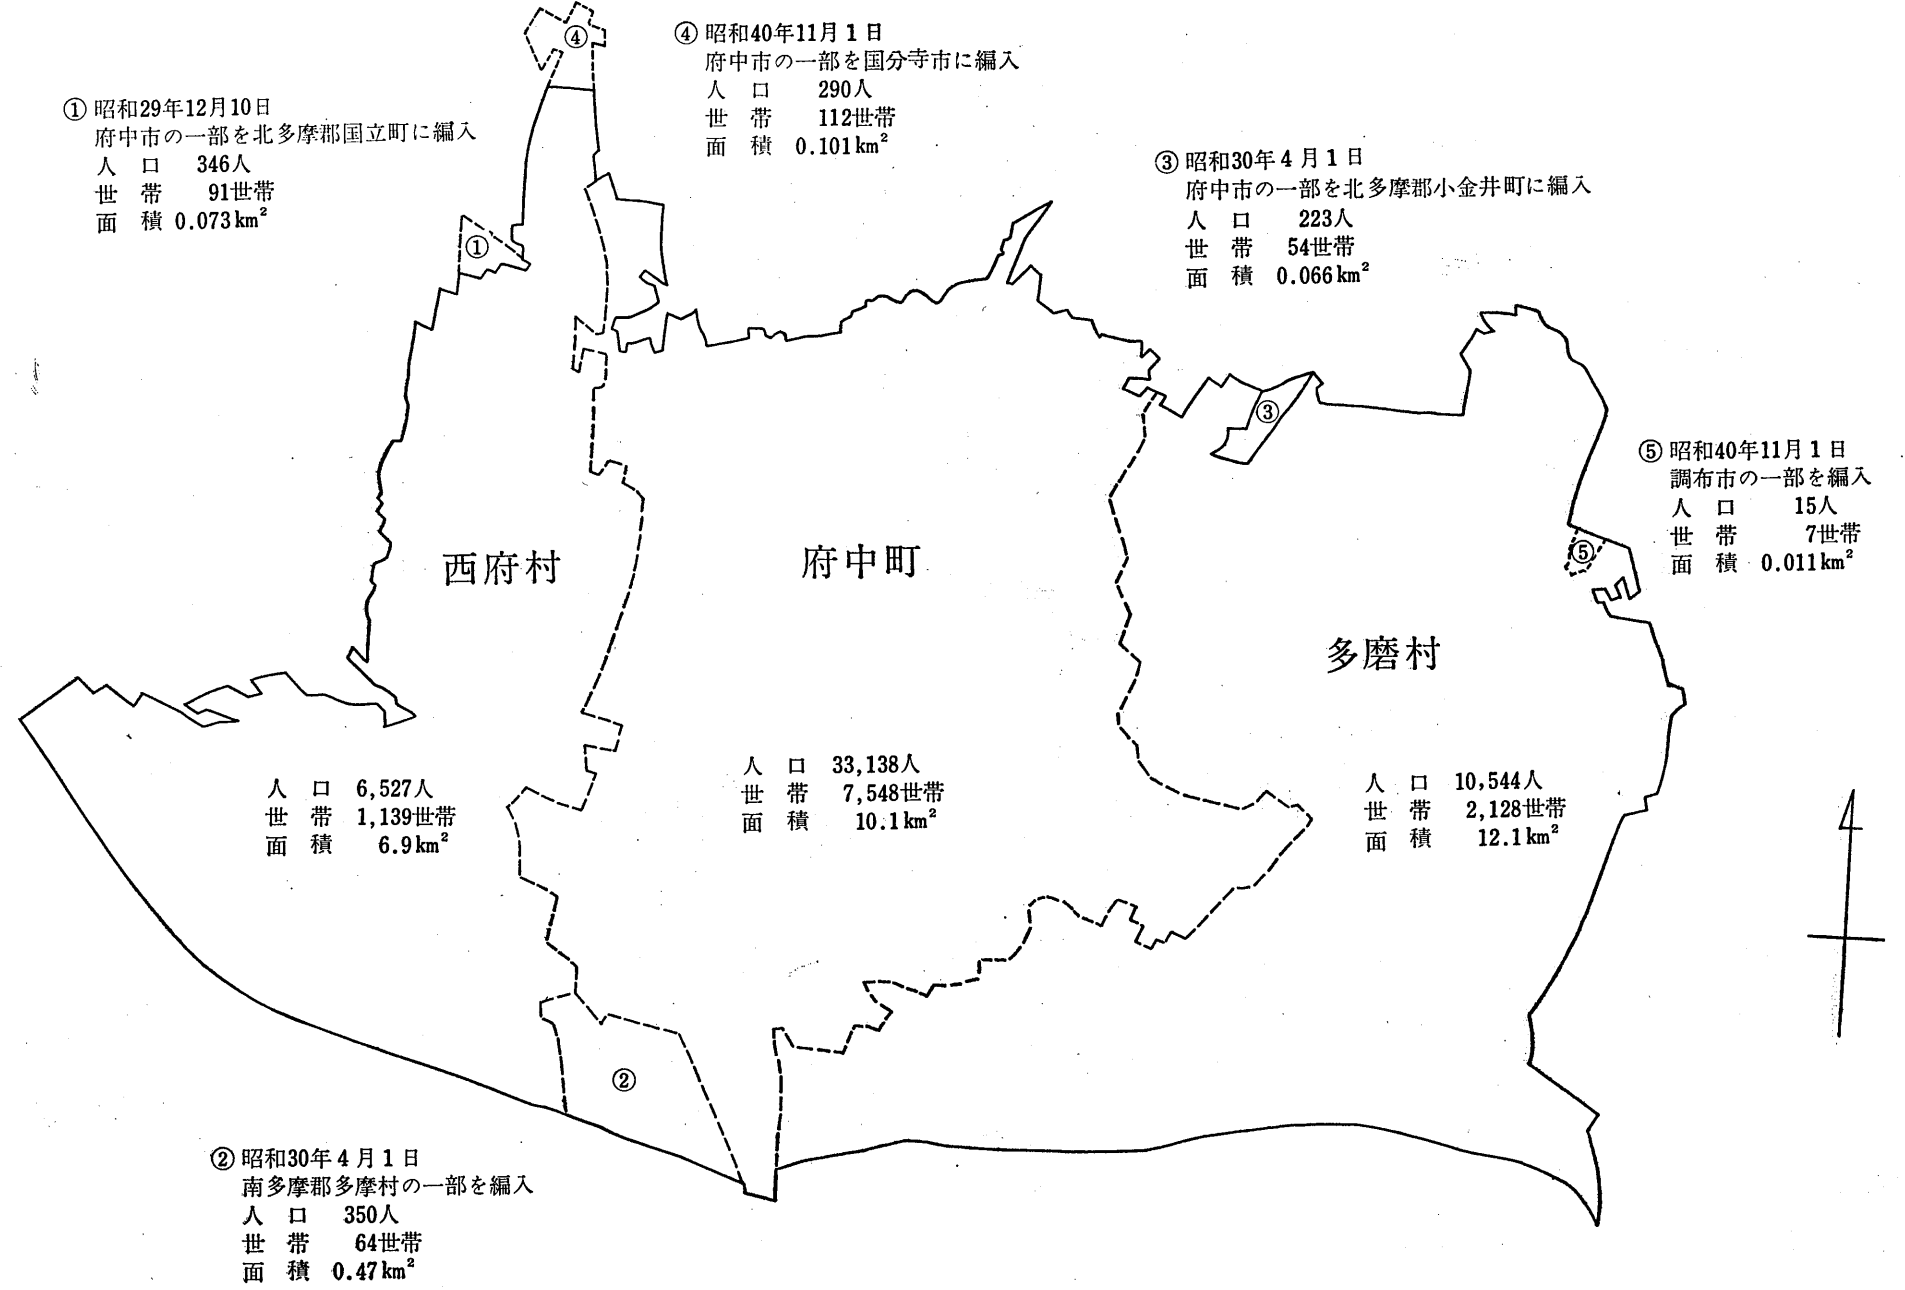 ① 昭和29年12月10日
府中市の一部を北多摩郡国立町に編入
人 口 346人
世 帯 91世帯
面 積 0.073km²
④ 昭和40年11月1日
府中市の一部を国分寺市に編入
人 口 290人
世 帯 112世帯
面 積 0.101km²
③ 昭和30年4月1日
府中市の一部を北多摩郡小金井町に編入
人 口 223人
世 帯 54世帯
面 積 0.066km²
⑤ 昭和40年11月1日
調布市の一部を編入
人 口 15人
世 帯 7世帯
面 積 0.011km²
④
①
③
⑤
西府村
人 口 6,527人
世 帯 1,139世帯
面 積 6.9km²
府中町
人 口 33,138人
世 帯 7,548世帯
面 積 10.1km²
多磨村
人 口 10,544人
世 帯 2,128世帯
面 積 12.1km²
②
② 昭和30年4月1日
南多摩郡多摩村の一部を編入
人 口 350人
世 帯 64世帯
面 積 0.47km²